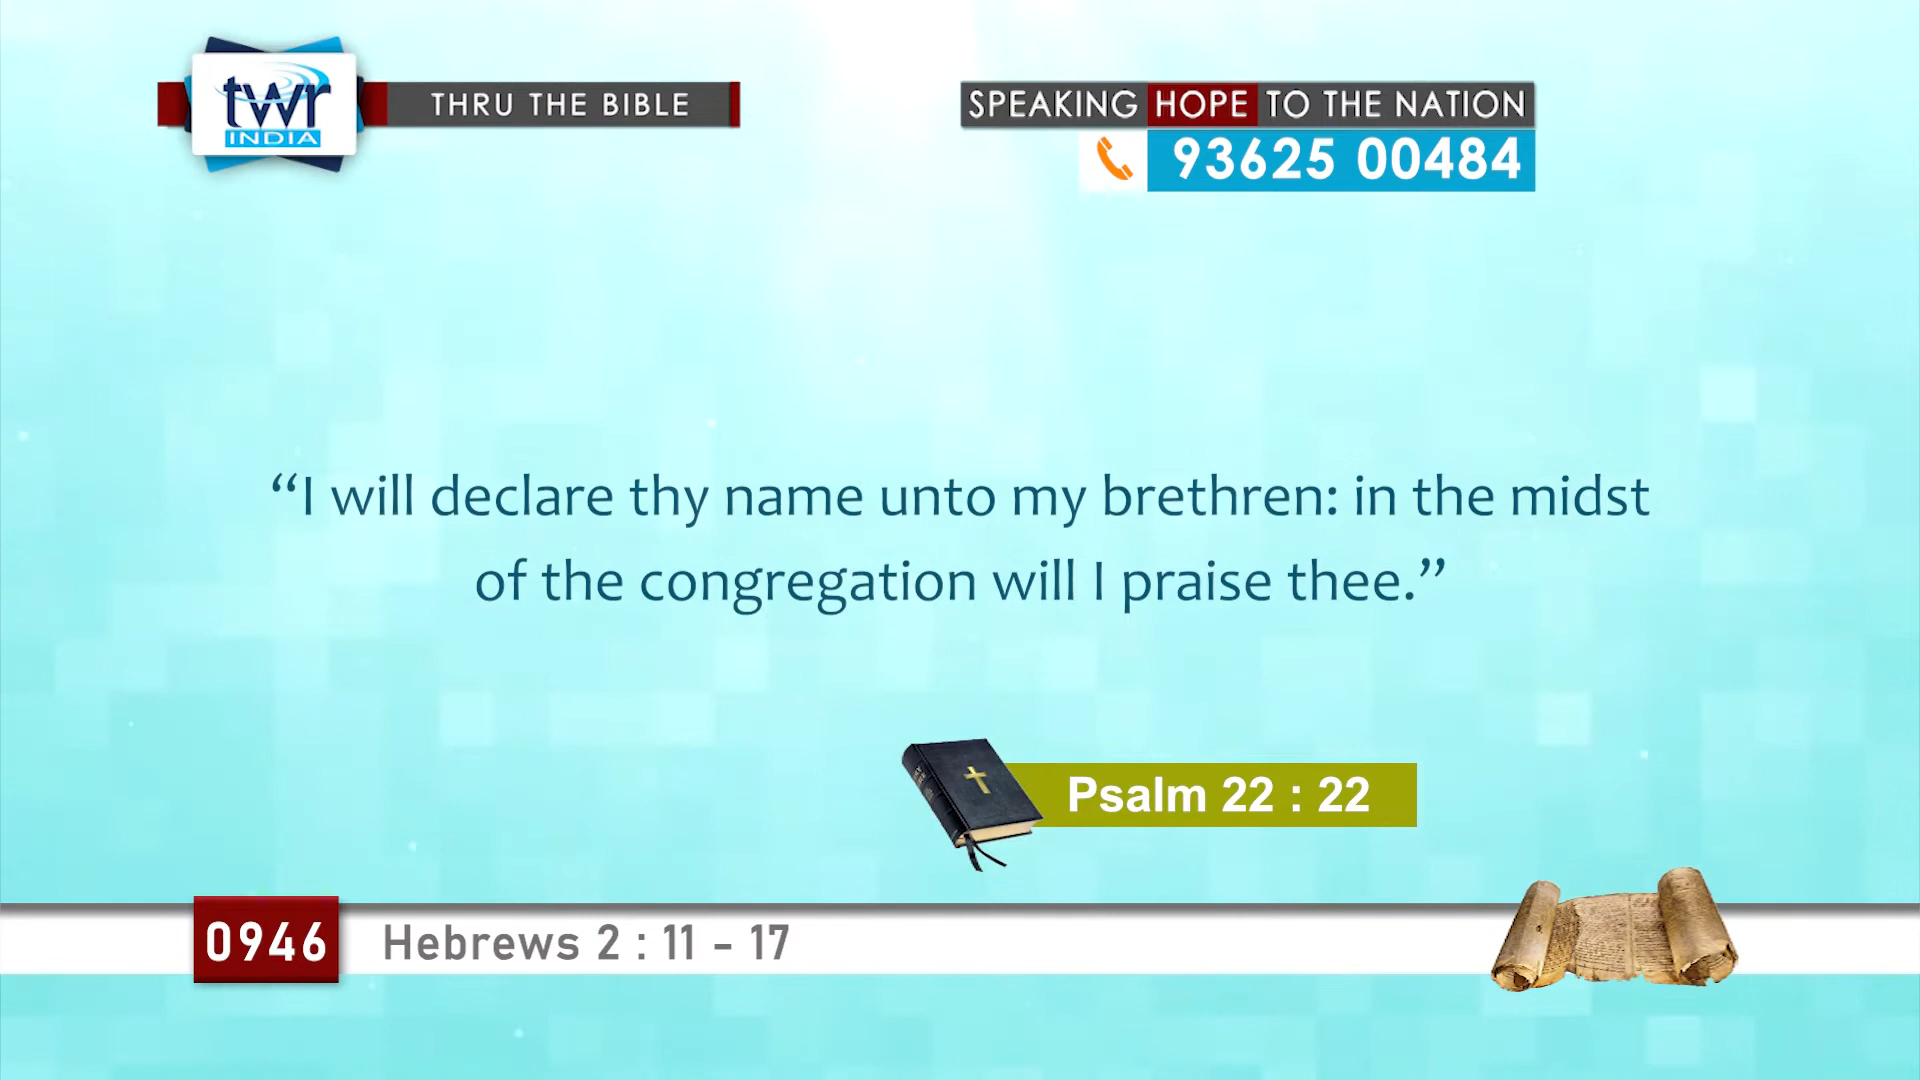 twr
INDIA
THRU THE BIBLE
SPEAKING HOPE TO THE NATION
93625 00484
“I will declare thy name unto my brethren: in the midst
of the congregation will I praise thee.”
Psalm 22 : 22
0946
Hebrews 2 : 11 - 17